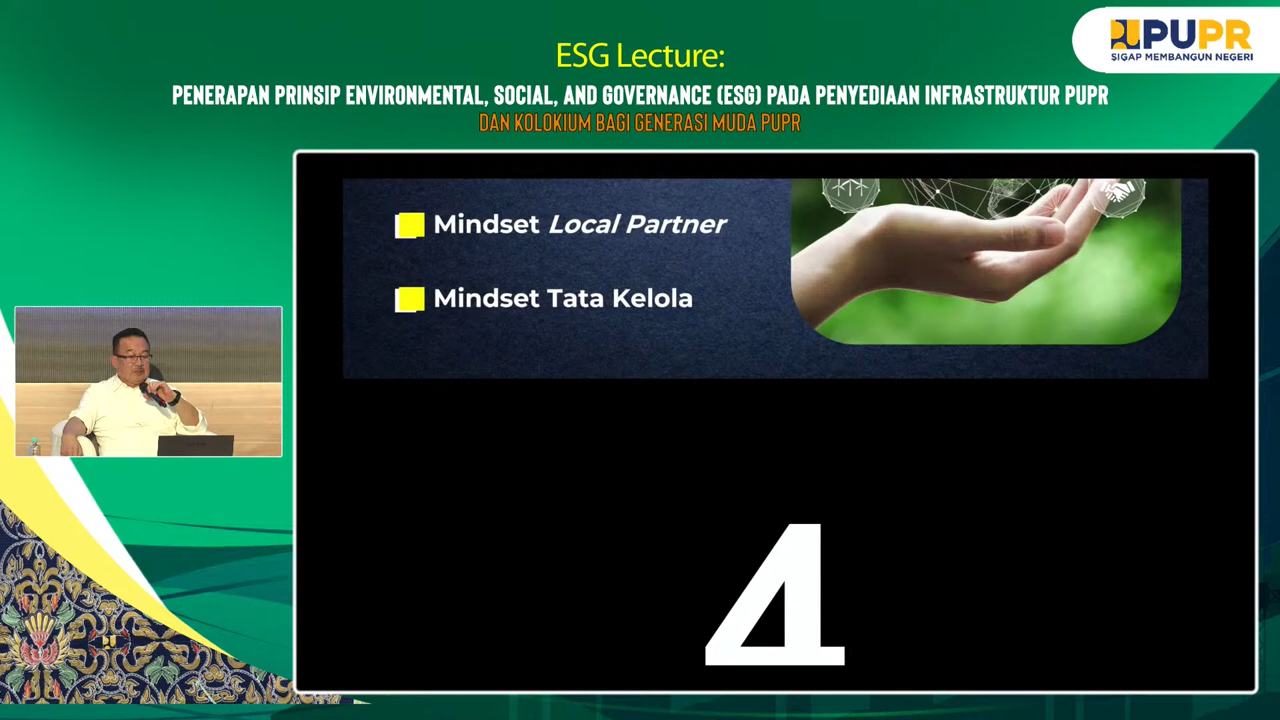 ESG Lecture:
PENERAPAN PRINSIP ENVIRONMENTAL, SOCIAL, AND GOVERNANCE (ESG) PADA PENYEDIAAN INFRASTRUKTUR PUPR
DAN KOLOKIUM BAGI GENERASI MUDA PUPR
PUPR
SIGAP MEMBANGUN NEGERI
Mindset Local Partner
Mindset Tata Kelola
4